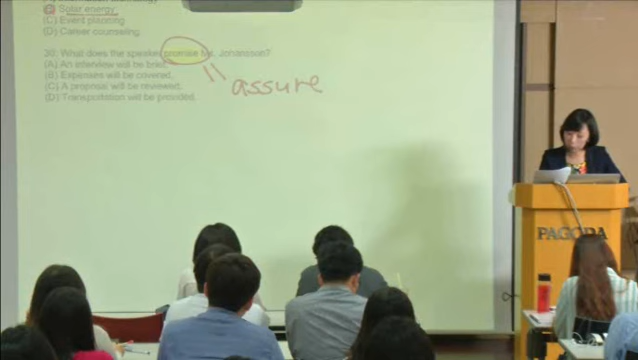 Solar energy
(C) Event planning
(D) Career counseling
30. What does the speaker promise Ms. Johansson?
(A) An interview will be brief.
(B) Expenses will be covered.
(C) A proposal will be reviewed.
(D) Transportation will be provided.
assure
PAGODA